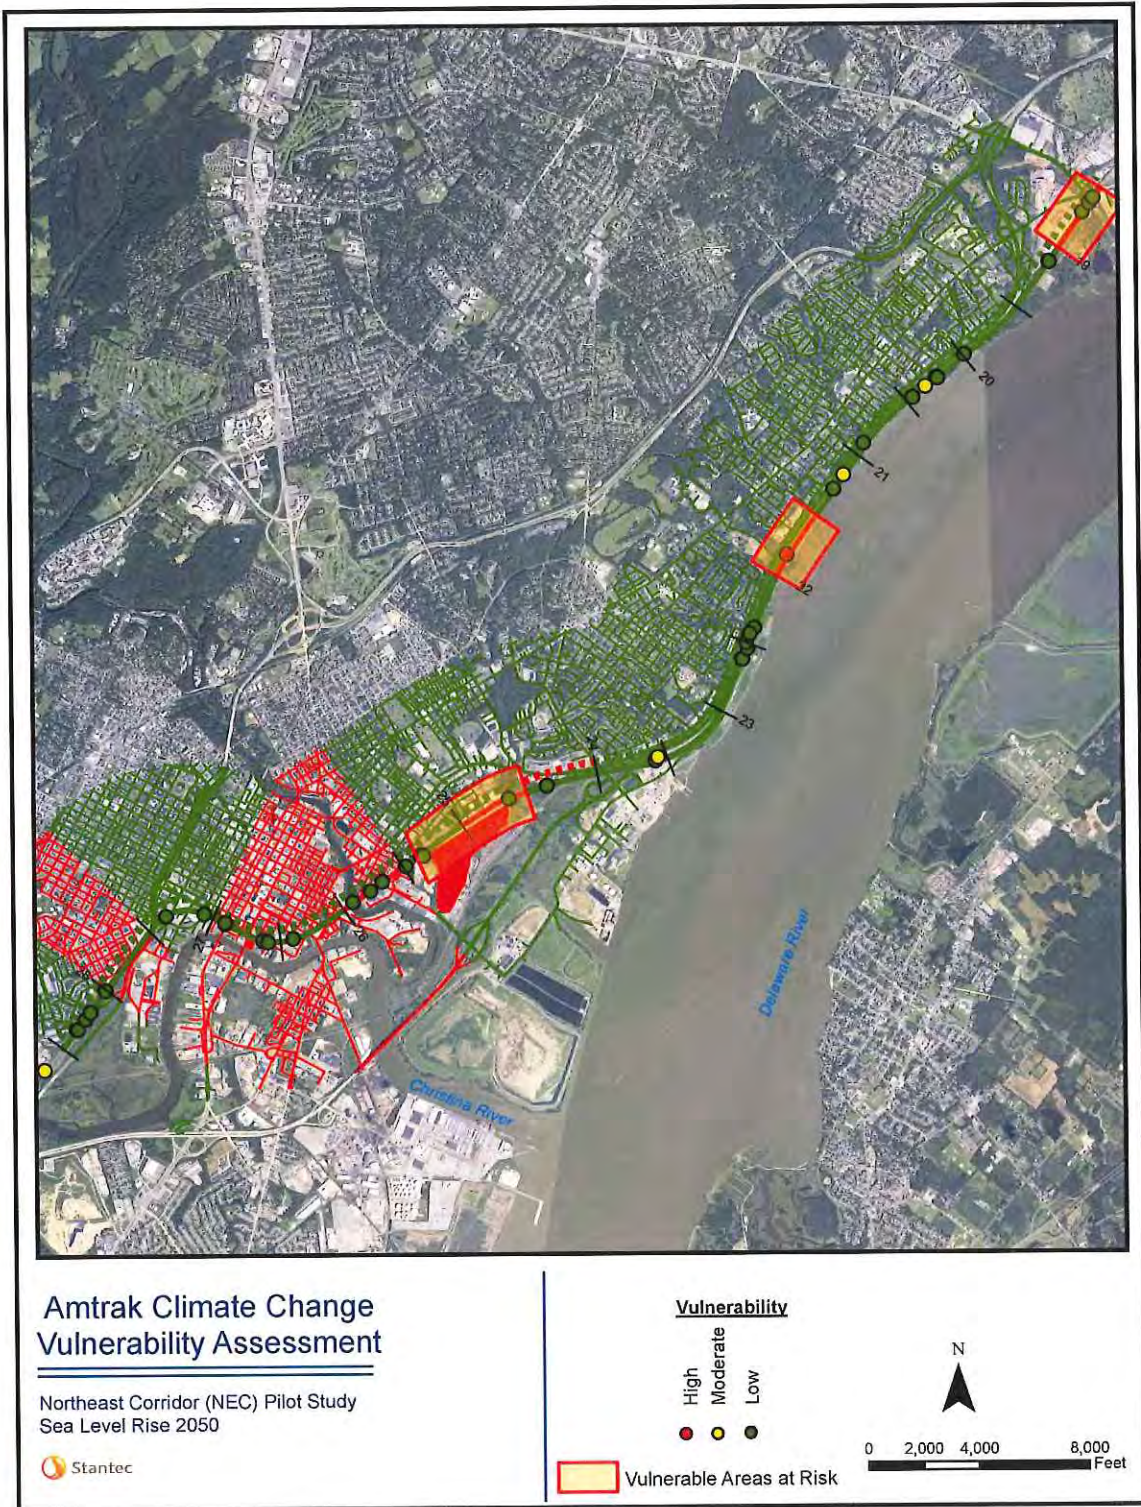 20
21
22
23
Delaware River
Christina River
Amtrak Climate Change
Vulnerability Assessment
Northeast Corridor (NEC) Pilot Study
Sea Level Rise 2050
Stantec
Vulnerability
High
Moderate
Low
Vulnerable Areas at Risk
N
0 2,000 4,000 8,000
Feet